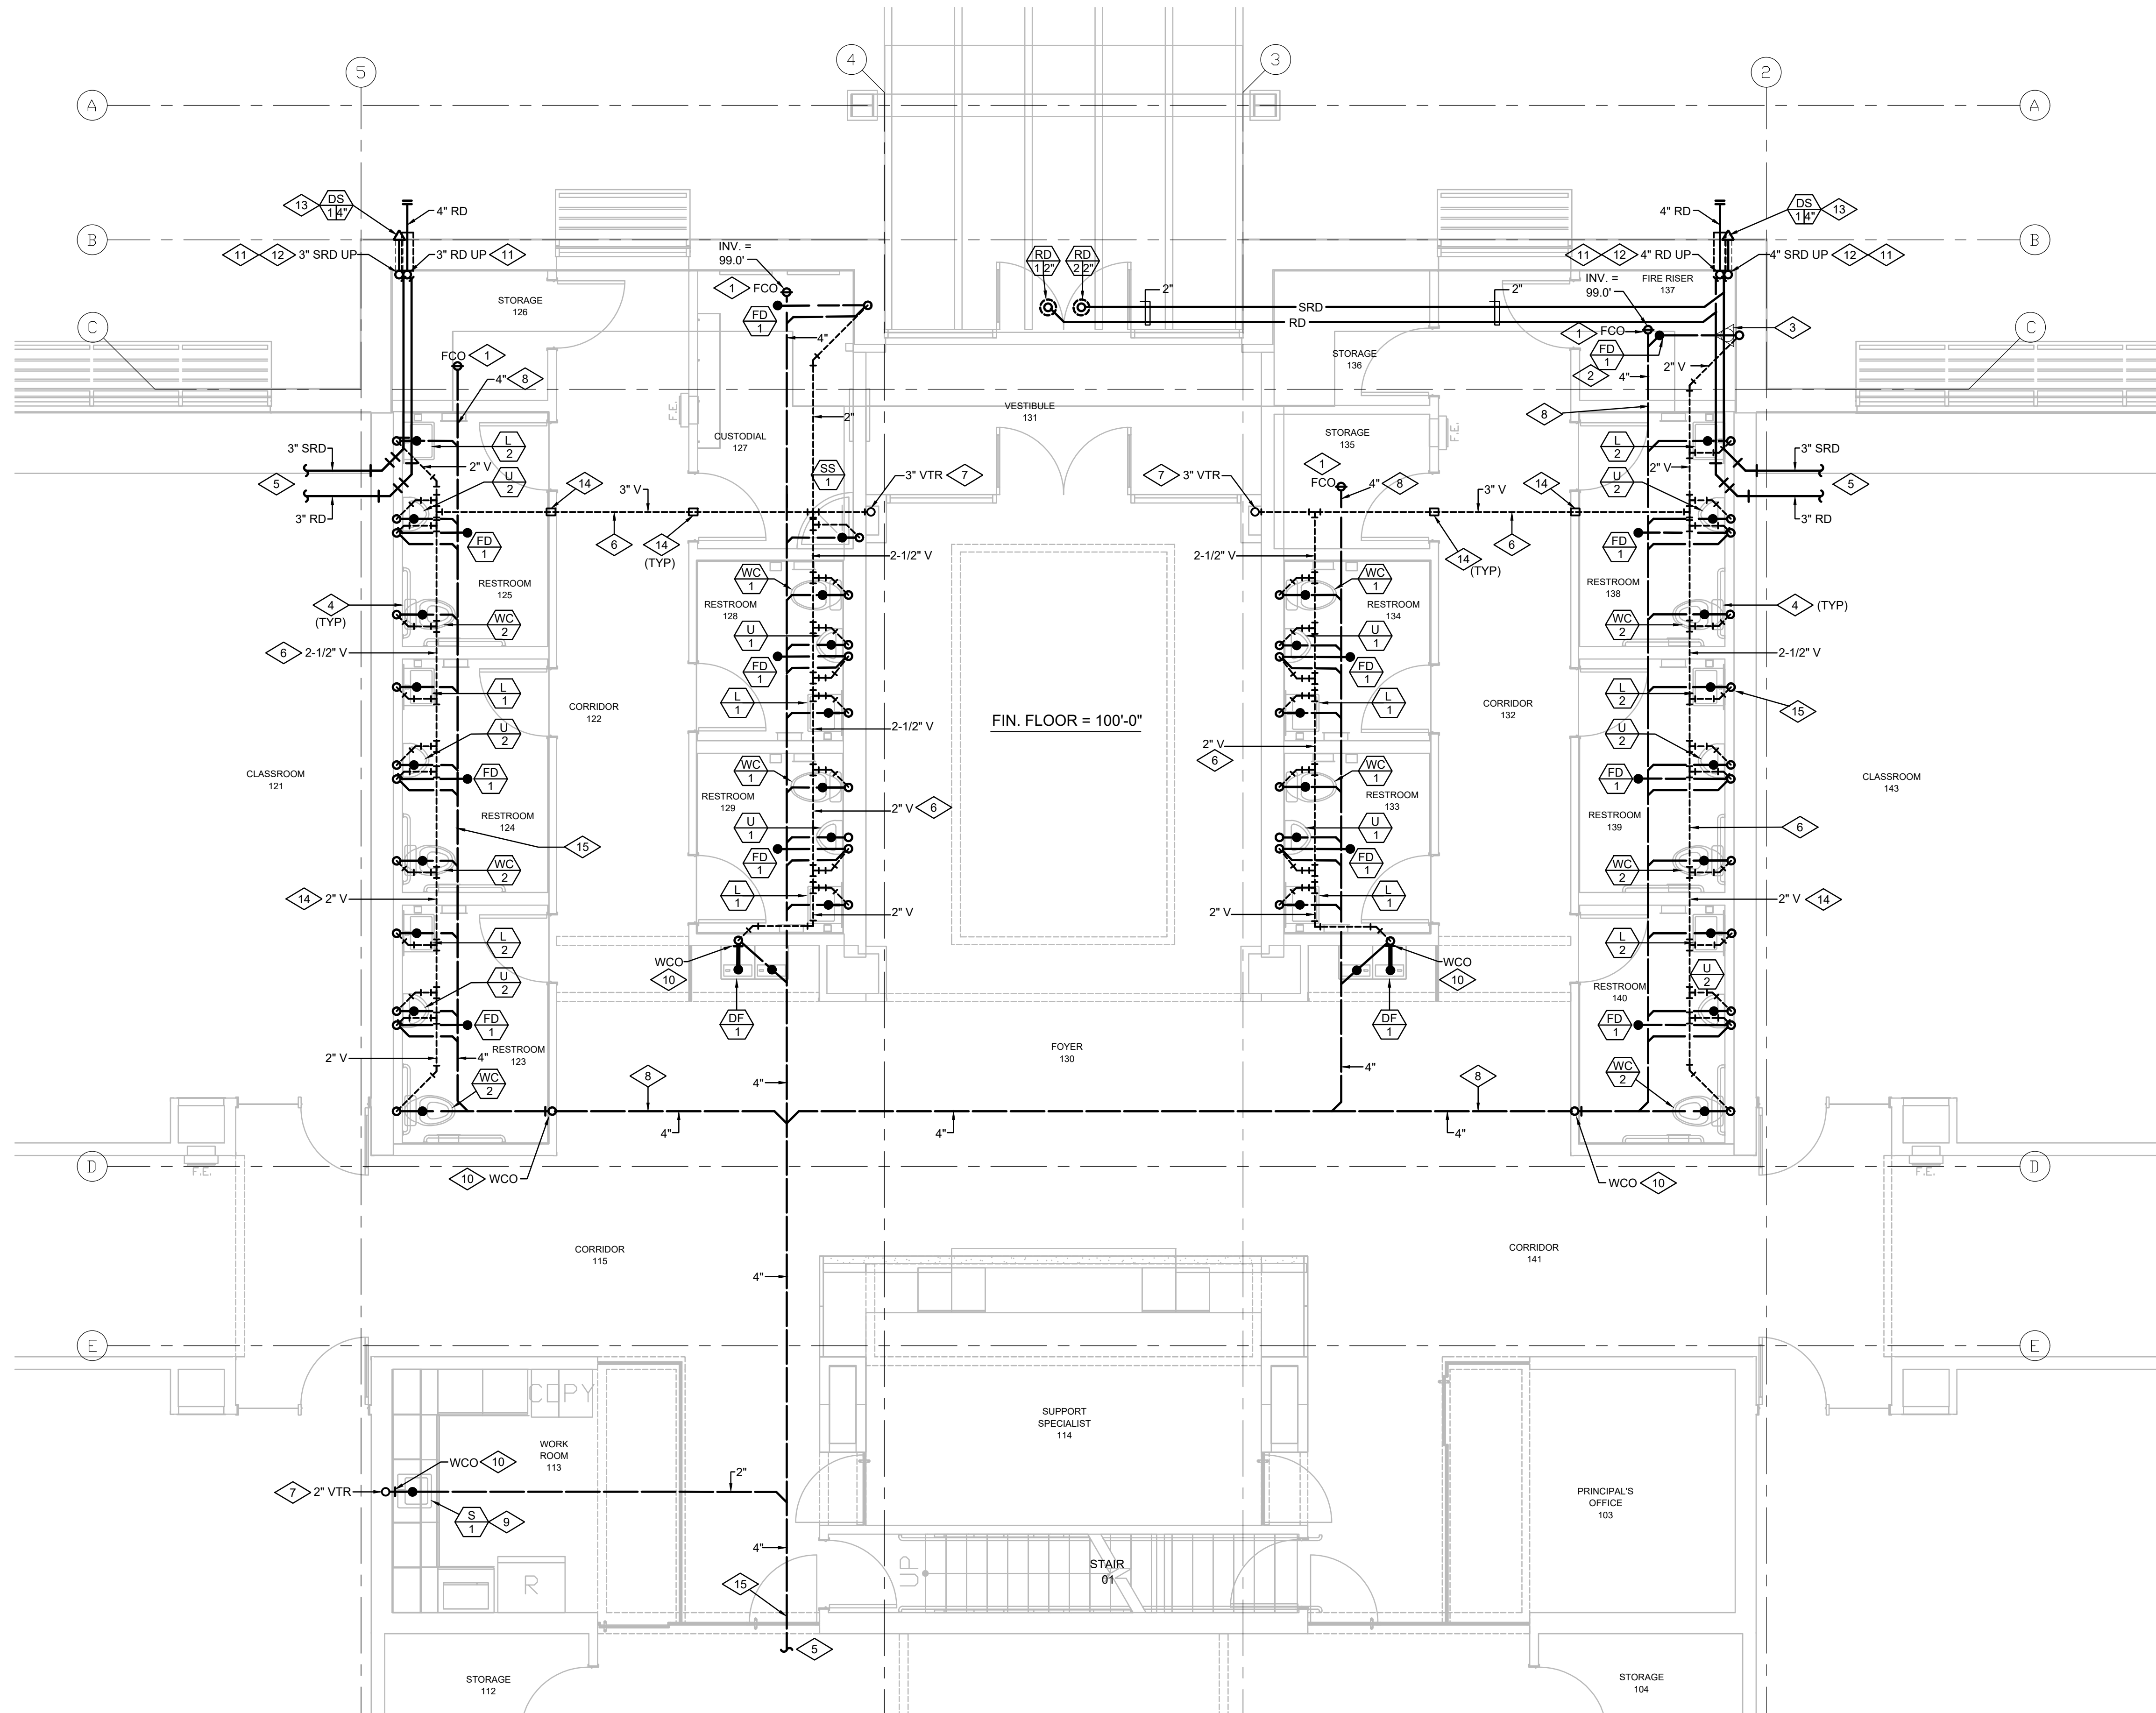 5
4
3
2
A
A
13
DS
1 4"
4" RD
4" RD
DS
1 4"
13
B
B
11
12
3" SRD UP
3" RD UP
11
INV. =
99.0'
RD
1 2"
RD
2 2"
11
12
4" RD UP
4" SRD UP
12
11
1
FCO
2"
2"
INV. =
99.0'
FIRE RISER
137
STORAGE
126
FD
1
SRD
RD
C
4"
1
FCO
3
C
FCO
1
STORAGE
136
FD
1
2" V
4"
8
2
4"
F.E.
2"
VESTIBULE
131
8
CUSTODIAL
127
STORAGE
135
F.E.
L
2
L
2
3" SRD
2" V
3" SRD
5
U
2
SS
1
1
FCO
2" V
U
2
5
14
3" V
3" VTR
7
7
3" VTR
4"
8
3" V
14
3" RD
3" RD
FD
1
6
14
(TYP)
14
(TYP)
6
FD
1
2-1/2" V
2-1/2" V
RESTROOM
125
WC
1
WC
1
RESTROOM
138
4
(TYP)
RESTROOM
128
RESTROOM
134
4
(TYP)
WC
2
U
1
U
1
WC
2
6
2-1/2" V
2-1/2" V
FD
1
FD
1
L
1
L
1
L
1
L
2
CORRIDOR
122
CORRIDOR
132
15
FIN. FLOOR = 100'-0"
2-1/2" V
U
2
2" V
6
U
2
CLASSROOM
121
FD
1
WC
1
WC
1
FD
1
CLASSROOM
143
RESTROOM
129
2" V
6
RESTROOM
133
RESTROOM
124
U
1
U
1
RESTROOM
139
6
15
FD
1
FD
1
WC
2
WC
2
14
2" V
L
1
L
1
2" V
14
2" V
2" V
L
2
L
2
WCO
10
WCO
10
U
2
U
2
RESTROOM
140
FD
1
DF
1
DF
1
FD
1
RESTROOM
123
2" V
4"
FOYER
130
4"
WC
2
8
4"
8
WC
2
4"
4"
4"
D
F.E.
10
WCO
WCO
10
F.E.
D
CORRIDOR
115
CORRIDOR
141
4"
E
E
COPY
SUPPORT
SPECIALIST
114
WORK
ROOM
113
WCO
10
2"
7
2" VTR
PRINCIPAL'S
OFFICE
103
S
1
9
4"
UP
STAIR
01
R
15
5
STORAGE
112
STORAGE
104